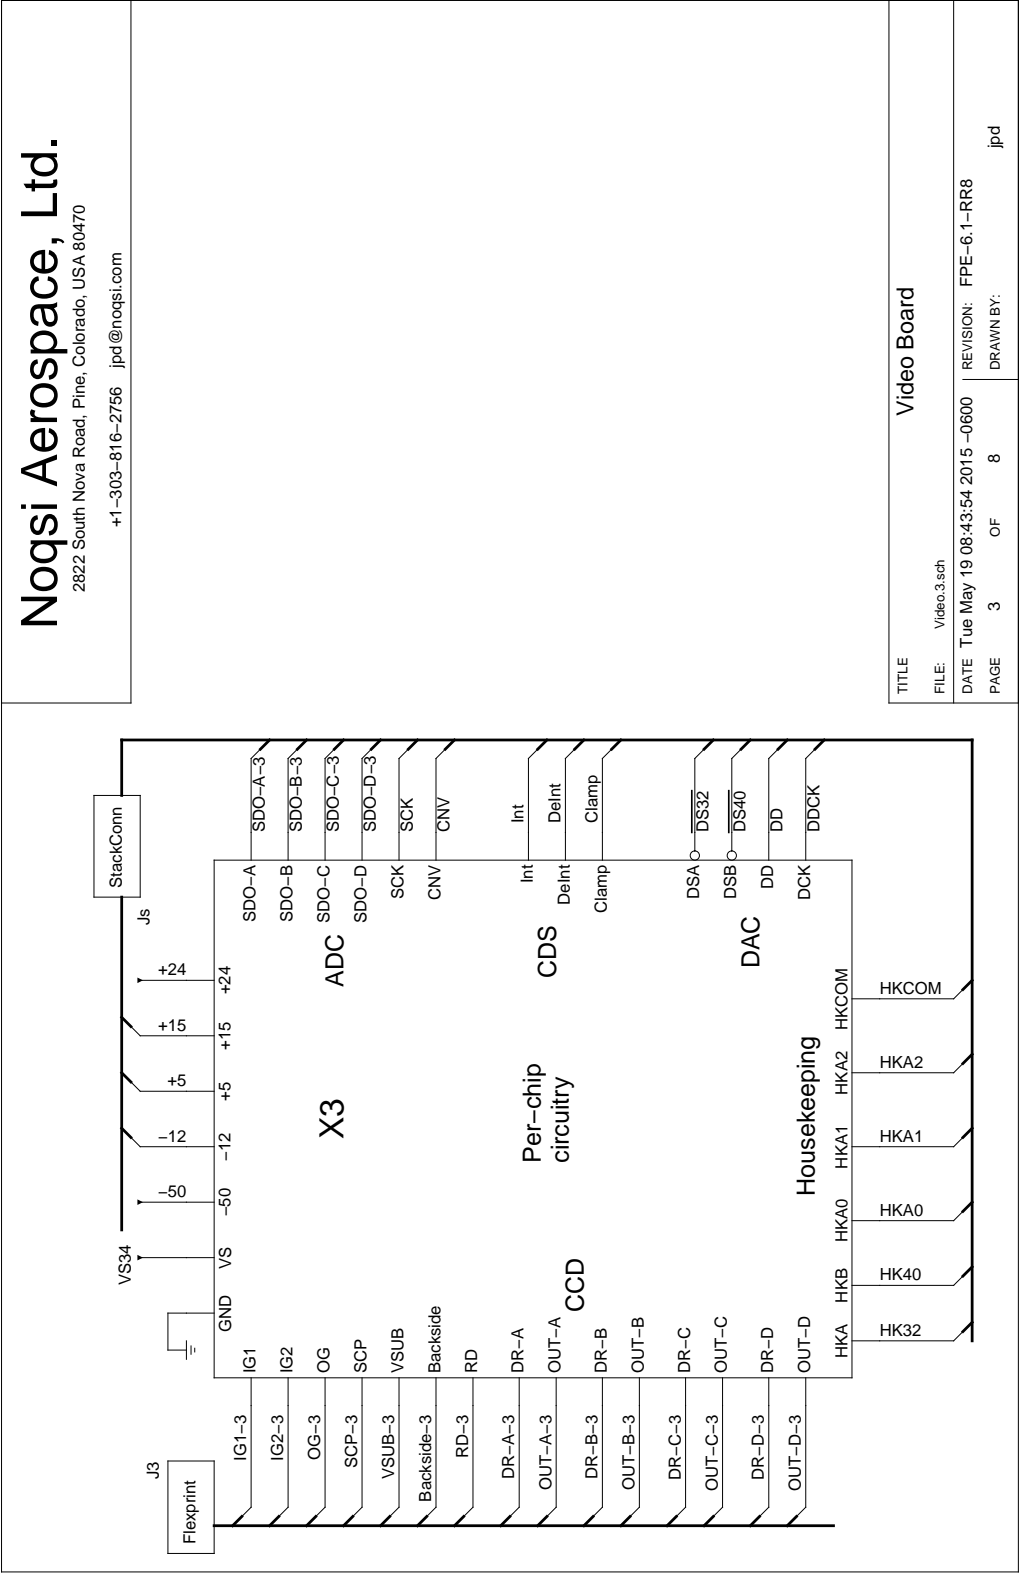 Noqsi Aerospace, Ltd.
2822 South Nova Road, Pine, Colorado, USA 80470
+1−303−816−2756 jpd@noqsi.com
J3
Flexprint
StackConn
Js
VS34
−50
−12
+5
+15
+24
GND
VS
−50
−12
+5
+15
+24
IG1−3
IG2−3
OG−3
SCP−3
VSUB−3
Backside−3
RD−3
DR−A−3
OUT−A−3
DR−B−3
OUT−B−3
DR−C−3
OUT−C−3
DR−D−3
OUT−D−3
IG1
IG2
OG
SCP
VSUB
Backside
RD
DR−A
OUT−A
DR−B
OUT−B
DR−C
OUT−C
DR−D
OUT−D
CCD
X3
Per−chip
circuitry
Housekeeping
ADC
CDS
DAC
SDO−A
SDO−B
SDO−C
SDO−D
SCK
CNV
Int
DeInt
Clamp
DSA
DSB
DD
DCK
SDO−A−3
SDO−B−3
SDO−C−3
SDO−D−3
SCK
CNV
Int
DeInt
Clamp
DS32
DS40
DD
DDCK
HKA
HKB
HKA0
HKA1
HKA2
HKCOM
HK32
HK40
HKA0
HKA1
HKA2
HKCOM
TITLE
Video Board
FILE: Video.3.sch
DATE Tue May 19 08:43:54 2015 −0600
REVISION: FPE−6.1−RR8
PAGE 3 OF 8
DRAWN BY: jpd